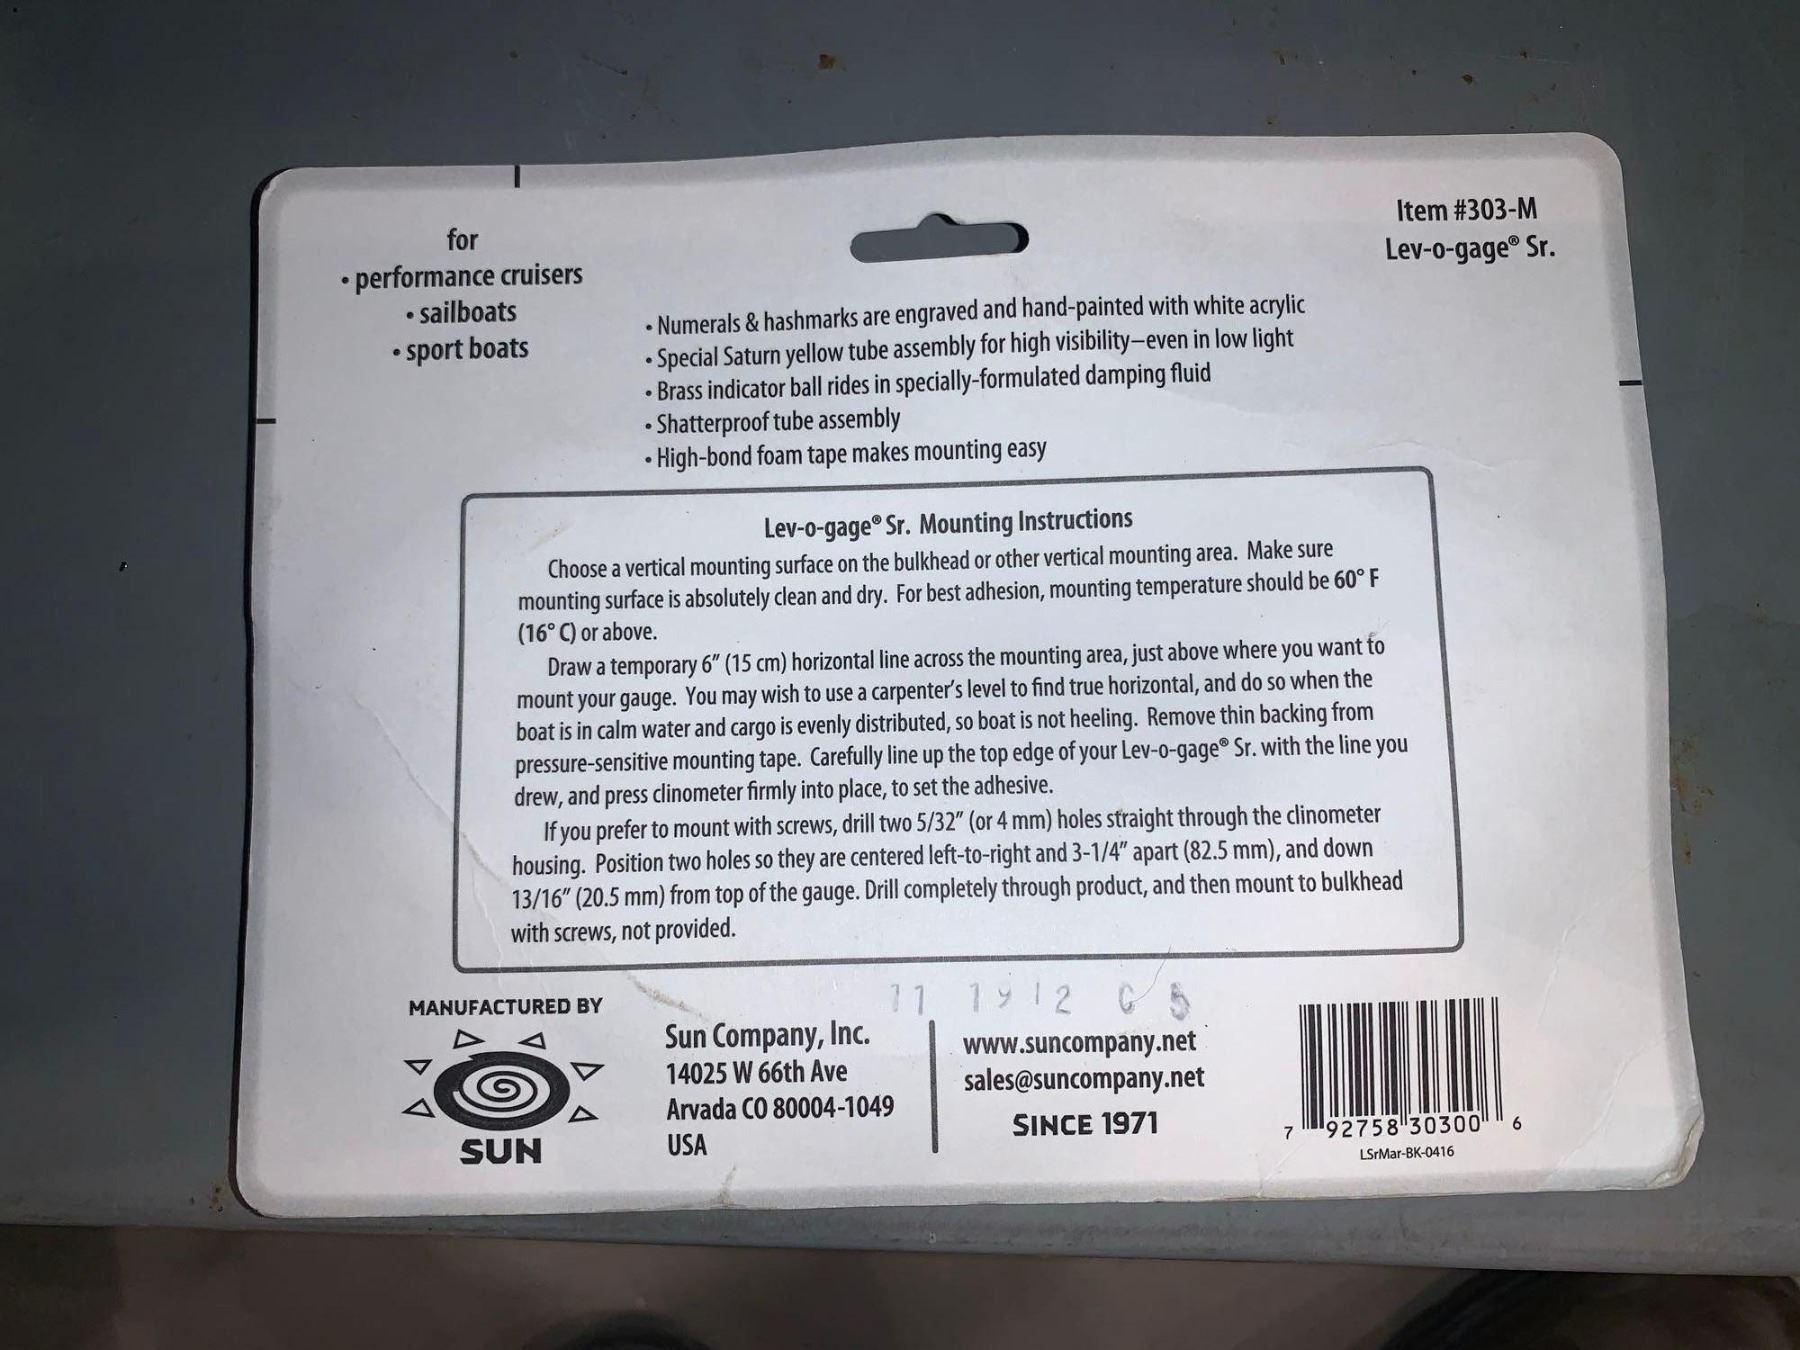 for
• performance cruisers
• sailboats
• sport boats
Item #303-M
Lev-o-gage® Sr.
• Numerals & hashmarks are engraved and hand-painted with white acrylic
• Special Saturn yellow tube assembly for high visibility—even in low light
• Brass indicator ball rides in specially-formulated damping fluid
• Shatterproof tube assembly
• High-bond foam tape makes mounting easy
Lev-o-gage® Sr. Mounting Instructions
Choose a vertical mounting surface on the bulkhead or other vertical mounting area. Make sure
mounting surface is absolutely clean and dry. For best adhesion, mounting temperature should be 60° F
(16° C) or above.
Draw a temporary 6" (15 cm) horizontal line across the mounting area, just above where you want to
mount your gauge. You may wish to use a carpenter's level to find true horizontal, and do so when the
boat is in calm water and cargo is evenly distributed, so boat is not heeling. Remove thin backing from
pressure-sensitive mounting tape. Carefully line up the top edge of your Lev-o-gage® Sr. with the line you
drew, and press clinometer firmly into place, to set the adhesive.
If you prefer to mount with screws, drill two 5/32" (or 4 mm) holes straight through the clinometer
housing. Position two holes so they are centered left-to-right and 3-1/4" apart (82.5 mm), and down
13/16" (20.5 mm) from top of the gauge. Drill completely through product, and then mount to bulkhead
with screws, not provided.
MANUFACTURED BY
SUN
Sun Company, Inc.
14025 W 66th Ave
Arvada CO 80004-1049
USA
www.suncompany.net
sales@suncompany.net
SINCE 1971
7 92758 30300 6
LSrMar-BK-0416